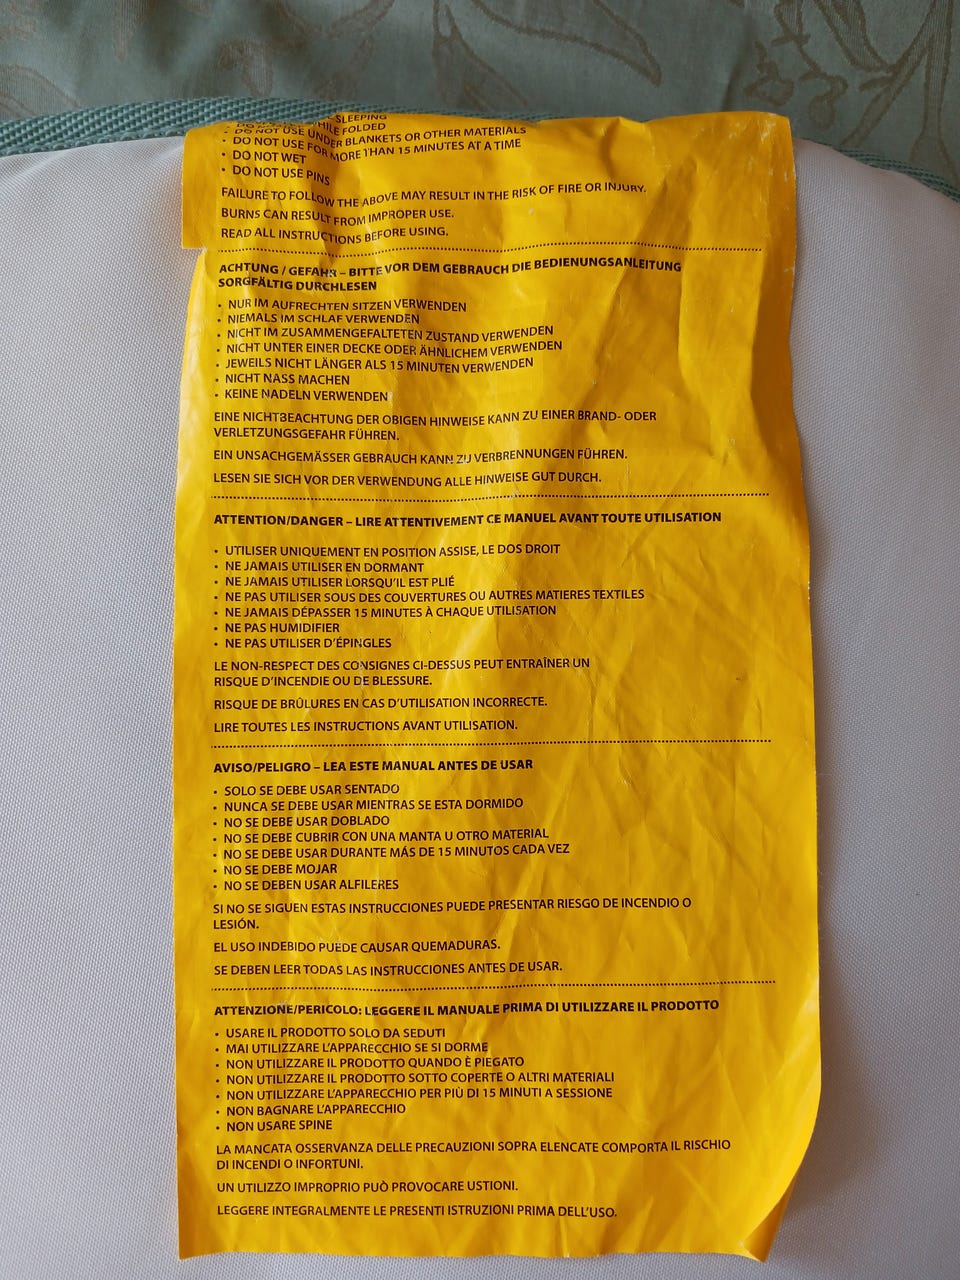 SLEEPING
WHILE FOLDED
• DO NOT USE UNDER BLANKETS OR OTHER MATERIALS
• DO NOT USE FOR MORE THAN 15 MINUTES AT A TIME
• DO NOT WET
• DO NOT USE PINS
FAILURE TO FOLLOW THE ABOVE MAY RESULT IN THE RISK OF FIRE OR INJURY.
BURNS CAN RESULT FROM IMPROPER USE.
READ ALL INSTRUCTIONS BEFORE USING.
ACHTUNG / GEFAHR – BITTE VOR DEM GEBRAUCH DIE BEDIENUNGSANLEITUNG
SORGFÄLTIG DURCHLESEN
• NUR IM AUFRECHTEN SITZEN VERWENDEN
• NIEMALS IM SCHLAF VERWENDEN
• NICHT IM ZUSAMMENGEFALTETEN ZUSTAND VERWENDEN
• NICHT UNTER EINER DECKE ODER ÄHNLICHEM VERWENDEN
• JEWEILS NICHT LÄNGER ALS 15 MINUTEN VERWENDEN
• NICHT NASS MACHEN
• KEINE NADELN VERWENDEN
EINE NICHTBEACHTUNG DER OBIGEN HINWEISE KANN ZU EINER BRAND- ODER
VERLETZUNGSGEFAHR FÜHREN.
EIN UNSACHGEMÄSSER GEBRAUCH KANN ZU VERBRENNUNGEN FÜHREN.
LESEN SIE SICH VOR DER VERWENDUNG ALLE HINWEISE GUT DURCH.
ATTENTION/DANGER – LIRE ATTENTIVEMENT CE MANUEL AVANT TOUTE UTILISATION
• UTILISER UNIQUEMENT EN POSITION ASSISE, LE DOS DROIT
• NE JAMAIS UTILISER EN DORMANT
• NE JAMAIS UTILISER LORSQU'IL EST PLIÉ
• NE PAS UTILISER SOUS DES COUVERTURES OU AUTRES MATIERES TEXTILES
• NE JAMAIS DÉPASSER 15 MINUTES À CHAQUE UTILISATION
• NE PAS HUMIDIFIER
• NE PAS UTILISER D'ÉPINGLES
LE NON-RESPECT DES CONSIGNES CI-DESSUS PEUT ENTRAÎNER UN
RISQUE D'INCENDIE OU DE BLESSURE.
RISQUE DE BRÛLURES EN CAS D'UTILISATION INCORRECTE.
LIRE TOUTES LES INSTRUCTIONS AVANT UTILISATION.
AVISO/PELIGRO – LEA ESTE MANUAL ANTES DE USAR
• SOLO SE DEBE USAR SENTADO
• NUNCA SE DEBE USAR MIENTRAS SE ESTA DORMIDO
• NO SE DEBE USAR DOBLADO
• NO SE DEBE CUBRIR CON UNA MANTA U OTRO MATERIAL
• NO SE DEBE USAR DURANTE MÁS DE 15 MINUTOS CADA VEZ
• NO SE DEBE MOJAR
• NO SE DEBEN USAR ALFILERES
SI NO SE SIGUEN ESTAS INSTRUCCIONES PUEDE PRESENTAR RIESGO DE INCENDIO O
LESIÓN.
EL USO INDEBIDO PUEDE CAUSAR QUEMADURAS.
SE DEBEN LEER TODAS LAS INSTRUCCIONES ANTES DE USAR.
ATTENZIONE/PERICOLO: LEGGERE IL MANUALE PRIMA DI UTILIZZARE IL PRODOTTO
• USARE IL PRODOTTO SOLO DA SEDUTI
• MAI UTILIZZARE L'APPARECCHIO SE SI DORME
• NON UTILIZZARE IL PRODOTTO QUANDO È PIEGATO
• NON UTILIZZARE IL PRODOTTO SOTTO COPERTE O ALTRI MATERIALI
• NON UTILIZZARE L'APPARECCHIO PER PIÙ DI 15 MINUTI A SESSIONE
• NON BAGNARE L'APPARECCHIO
• NON USARE SPINE
LA MANCATA OSSERVANZA DELLE PRECAUZIONI SOPRA ELENCATE COMPORTA IL RISCHIO
DI INCENDI O INFORTUNI.
UN UTILIZZO IMPROPRIO PUÒ PROVOCARE USTIONI.
LEGGERE INTEGRALMENTE LE PRESENTI ISTRUZIONI PRIMA DELL'USO.